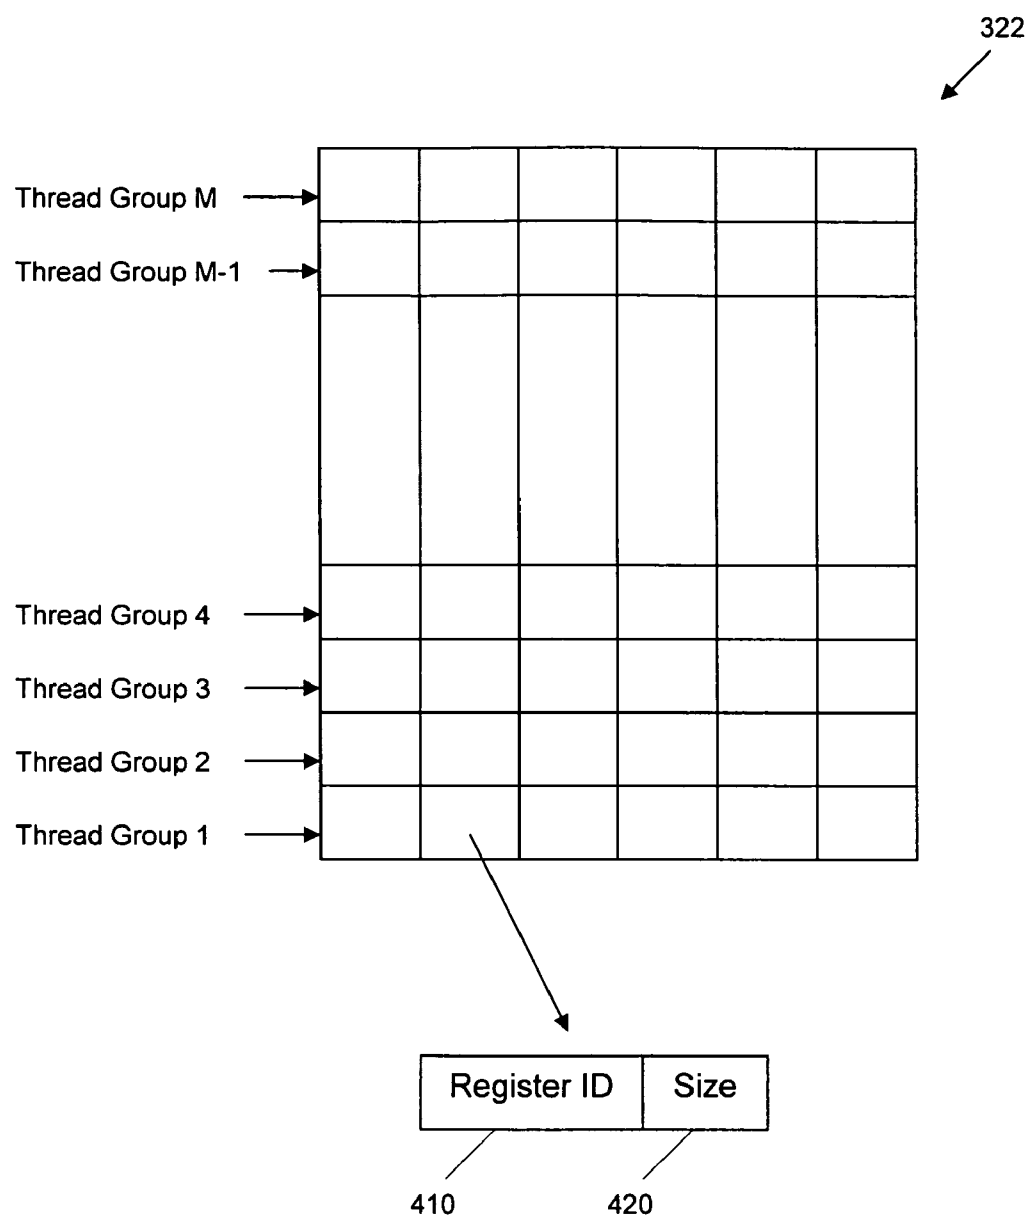 322
Thread Group M
Thread Group M-1
Thread Group 4
Thread Group 3
Thread Group 2
Thread Group 1
Register ID
Size
410
420